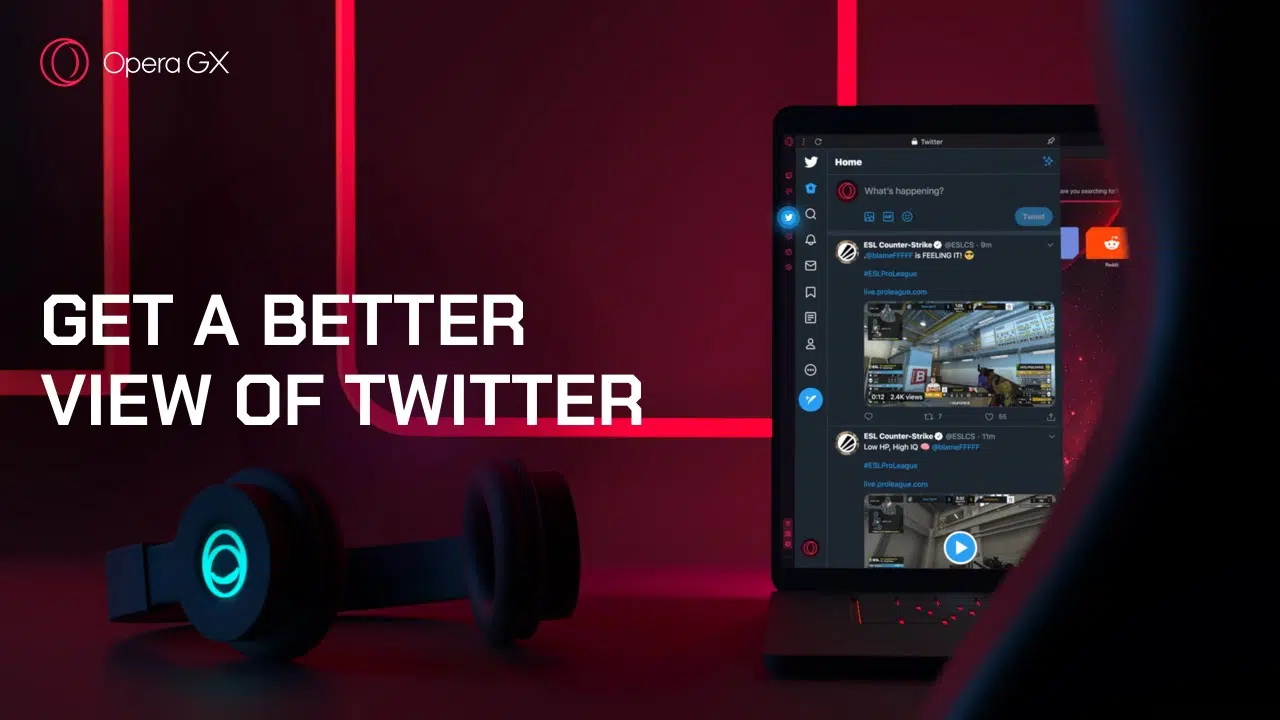 Opera GX
GET A BETTER
VIEW OF TWITTER
Twitter
Home
What's happening?
GIF
Tweet
are you searching for?
Reddit
ESL Counter-Strike @ESLCS · 9m
.@blameFFFFF is FEELING IT! 😎
#ESLProLeague
live.proleague.com
0:12 2.4K views
7
66
ESL Counter-Strike @ESLCS · 11m
Low HP, High IQ 🧠 @blameFFFFF
#ESLProLeague
live.proleague.com